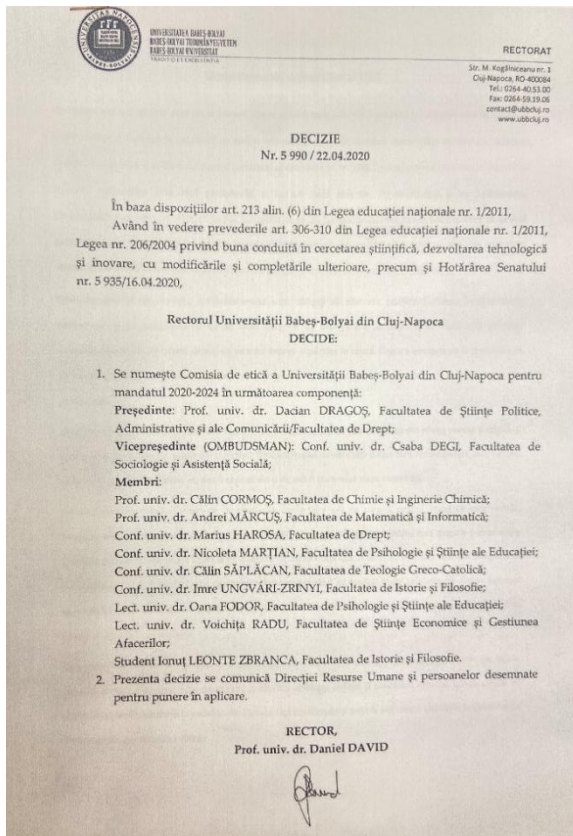 UNIVERSITAS NAPOCENSIS
UNIVERSITATEA BABEŞ-BOLYAI
BABEŞ-BOLYAI TUDOMÁNYEGYETEM
BABEŞ-BOLYAI UNIVERSITÄT
TRADITIO ET EXCELLENTIA
RECTORAT
Str. M. Kogălniceanu nr. 1
Cluj-Napoca, RO-400084
Tel.: 0264-40.53.00
Fax: 0264-59.19.06
contact@ubbcluj.ro
www.ubbcluj.ro
DECIZIE
Nr. 5 990 / 22.04.2020
În baza dispozițiilor art. 213 alin. (6) din Legea educației naționale nr. 1/2011,
Având în vedere prevederile art. 306-310 din Legea educației naționale nr. 1/2011,
Legea nr. 206/2004 privind buna conduită în cercetarea științifică, dezvoltarea tehnologică
și inovare, cu modificările și completările ulterioare, precum și Hotărârea Senatului
nr. 5 935/16.04.2020,
Rectorul Universității Babeș-Bolyai din Cluj-Napoca
DECIDE:
1. Se numește Comisia de etică a Universității Babeș-Bolyai din Cluj-Napoca pentru
mandatul 2020-2024 în următoarea componență:
Președinte: Prof. univ. dr. Dacian DRAGOȘ, Facultatea de Științe Politice,
Administrative și ale Comunicării/Facultatea de Drept;
Vicepreședinte (OMBUDSMAN): Conf. univ. dr. Csaba DEGI, Facultatea de
Sociologie și Asistență Socială;
Membri:
Prof. univ. dr. Călin CORMOȘ, Facultatea de Chimie și Inginerie Chimică;
Prof. univ. dr. Andrei MĂRCUȘ, Facultatea de Matematică și Informatică;
Conf. univ. dr. Marius HAROSA, Facultatea de Drept;
Conf. univ. dr. Nicoleta MARȚIAN, Facultatea de Psihologie și Științe ale Educației;
Conf. univ. dr. Călin SĂPLĂCAN, Facultatea de Teologie Greco-Catolică;
Conf. univ. dr. Imre UNGVÁRI-ZRINYI, Facultatea de Istorie și Filosofie;
Lect. univ. dr. Oana FODOR, Facultatea de Psihologie și Științe ale Educației;
Lect. univ. dr. Voichița RADU, Facultatea de Științe Economice și Gestiunea
Afacerilor;
Student Ionuț LEONTE ZBRANCA, Facultatea de Istorie și Filosofie.
2. Prezenta decizie se comunică Direcției Resurse Umane și persoanelor desemnate
pentru punere în aplicare.
RECTOR,
Prof. univ. dr. Daniel DAVID